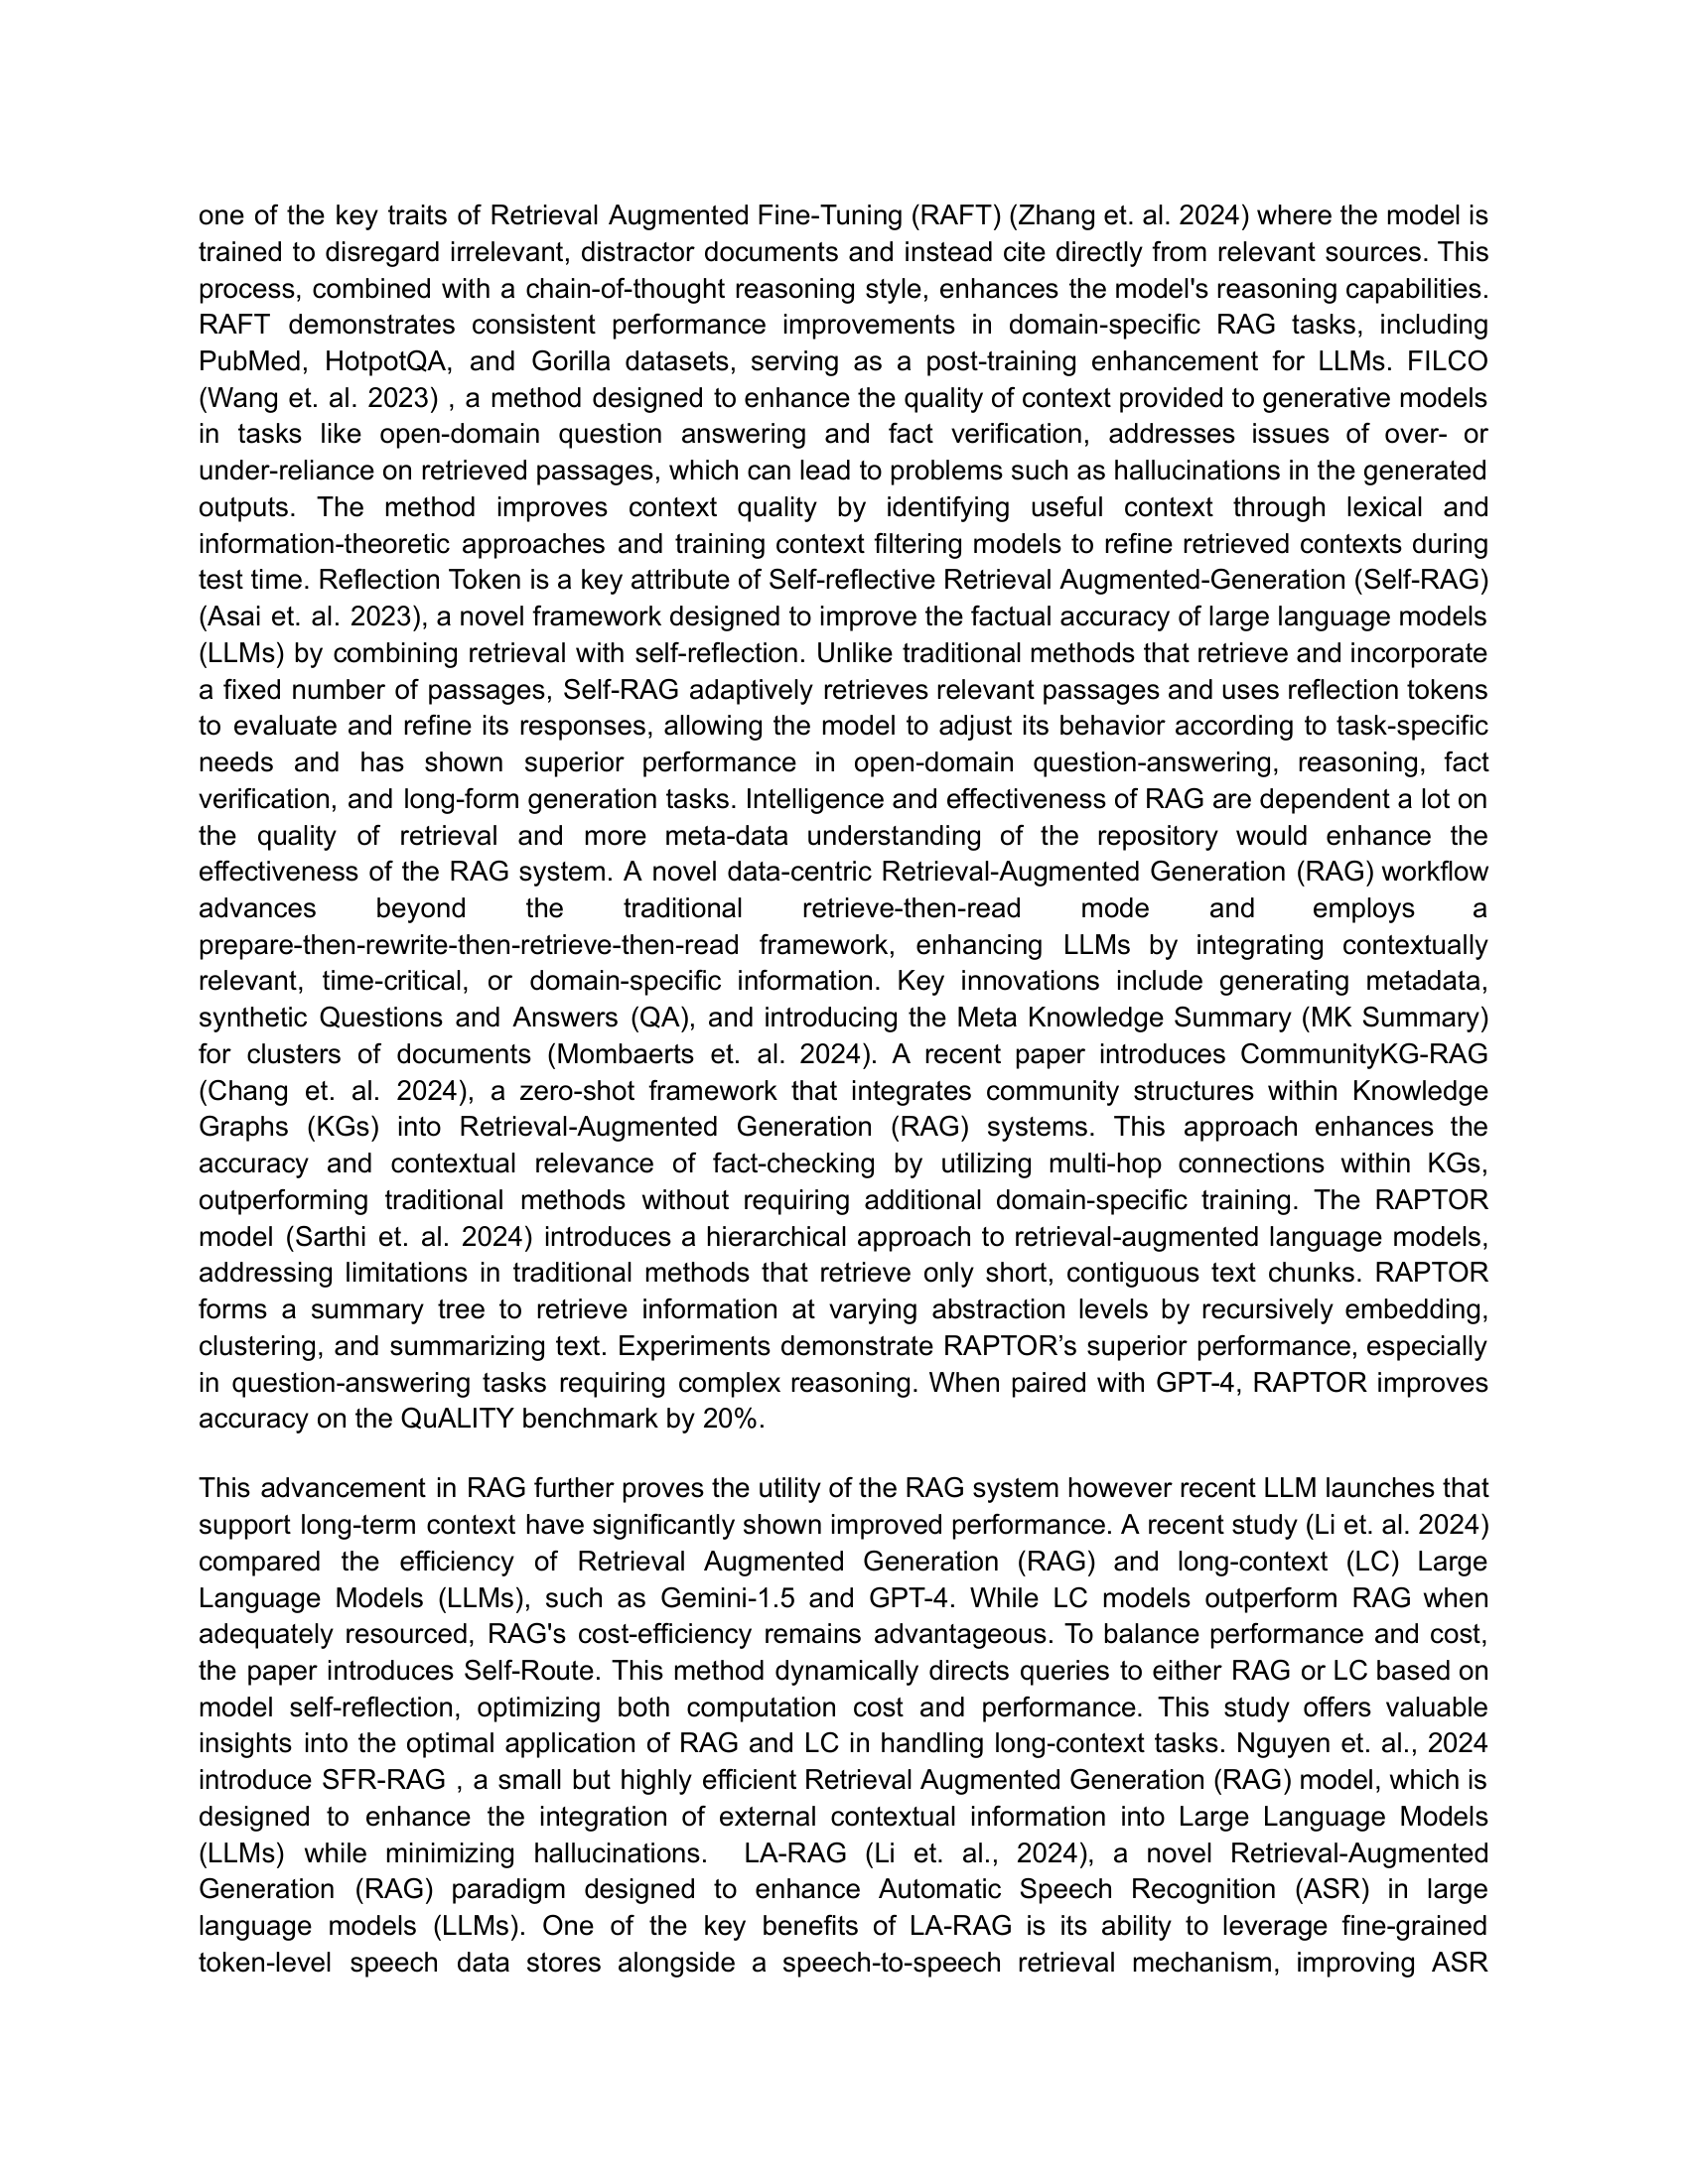 one of the key traits of Retrieval Augmented Fine-Tuning (RAFT) (Zhang et. al. 2024) where the model is
trained to disregard irrelevant, distractor documents and instead cite directly from relevant sources. This
process, combined with a chain-of-thought reasoning style, enhances the model's reasoning capabilities.
RAFT demonstrates consistent performance improvements in domain-specific RAG tasks, including
PubMed, HotpotQA, and Gorilla datasets, serving as a post-training enhancement for LLMs. FILCO
(Wang et. al. 2023) , a method designed to enhance the quality of context provided to generative models
in tasks like open-domain question answering and fact verification, addresses issues of over- or
under-reliance on retrieved passages, which can lead to problems such as hallucinations in the generated
outputs. The method improves context quality by identifying useful context through lexical and
information-theoretic approaches and training context filtering models to refine retrieved contexts during
test time. Reflection Token is a key attribute of Self-reflective Retrieval Augmented-Generation (Self-RAG)
(Asai et. al. 2023), a novel framework designed to improve the factual accuracy of large language models
(LLMs) by combining retrieval with self-reflection. Unlike traditional methods that retrieve and incorporate
a fixed number of passages, Self-RAG adaptively retrieves relevant passages and uses reflection tokens
to evaluate and refine its responses, allowing the model to adjust its behavior according to task-specific
needs and has shown superior performance in open-domain question-answering, reasoning, fact
verification, and long-form generation tasks. Intelligence and effectiveness of RAG are dependent a lot on
the quality of retrieval and more meta-data understanding of the repository would enhance the
effectiveness of the RAG system. A novel data-centric Retrieval-Augmented Generation (RAG) workflow
advances beyond the traditional retrieve-then-read mode and employs a
prepare-then-rewrite-then-retrieve-then-read framework, enhancing LLMs by integrating contextually
relevant, time-critical, or domain-specific information. Key innovations include generating metadata,
synthetic Questions and Answers (QA), and introducing the Meta Knowledge Summary (MK Summary)
for clusters of documents (Mombaerts et. al. 2024). A recent paper introduces CommunityKG-RAG
(Chang et. al. 2024), a zero-shot framework that integrates community structures within Knowledge
Graphs (KGs) into Retrieval-Augmented Generation (RAG) systems. This approach enhances the
accuracy and contextual relevance of fact-checking by utilizing multi-hop connections within KGs,
outperforming traditional methods without requiring additional domain-specific training. The RAPTOR
model (Sarthi et. al. 2024) introduces a hierarchical approach to retrieval-augmented language models,
addressing limitations in traditional methods that retrieve only short, contiguous text chunks. RAPTOR
forms a summary tree to retrieve information at varying abstraction levels by recursively embedding,
clustering, and summarizing text. Experiments demonstrate RAPTOR’s superior performance, especially
in question-answering tasks requiring complex reasoning. When paired with GPT-4, RAPTOR improves
accuracy on the QuALITY benchmark by 20%.
This advancement in RAG further proves the utility of the RAG system however recent LLM launches that
support long-term context have significantly shown improved performance. A recent study (Li et. al. 2024)
compared the efficiency of Retrieval Augmented Generation (RAG) and long-context (LC) Large
Language Models (LLMs), such as Gemini-1.5 and GPT-4. While LC models outperform RAG when
adequately resourced, RAG's cost-efficiency remains advantageous. To balance performance and cost,
the paper introduces Self-Route. This method dynamically directs queries to either RAG or LC based on
model self-reflection, optimizing both computation cost and performance. This study offers valuable
insights into the optimal application of RAG and LC in handling long-context tasks. Nguyen et. al., 2024
introduce SFR-RAG , a small but highly efficient Retrieval Augmented Generation (RAG) model, which is
designed to enhance the integration of external contextual information into Large Language Models
(LLMs) while minimizing hallucinations.  LA-RAG (Li et. al., 2024), a novel Retrieval-Augmented
Generation (RAG) paradigm designed to enhance Automatic Speech Recognition (ASR) in large
language models (LLMs). One of the key benefits of LA-RAG is its ability to leverage fine-grained
token-level speech data stores alongside a speech-to-speech retrieval mechanism, improving ASR